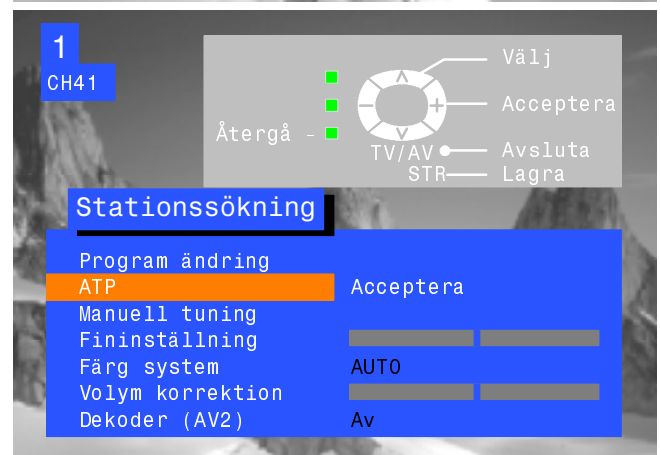 1
CH41
Välj
Acceptera
Återgå -
TV/AV Avsluta
STR Lagra
Stationssökning
Program ändring
ATP Acceptera
Manuell tuning
Fininställning
Färg system AUTO
Volym korrektion
Dekoder (AV2) Av